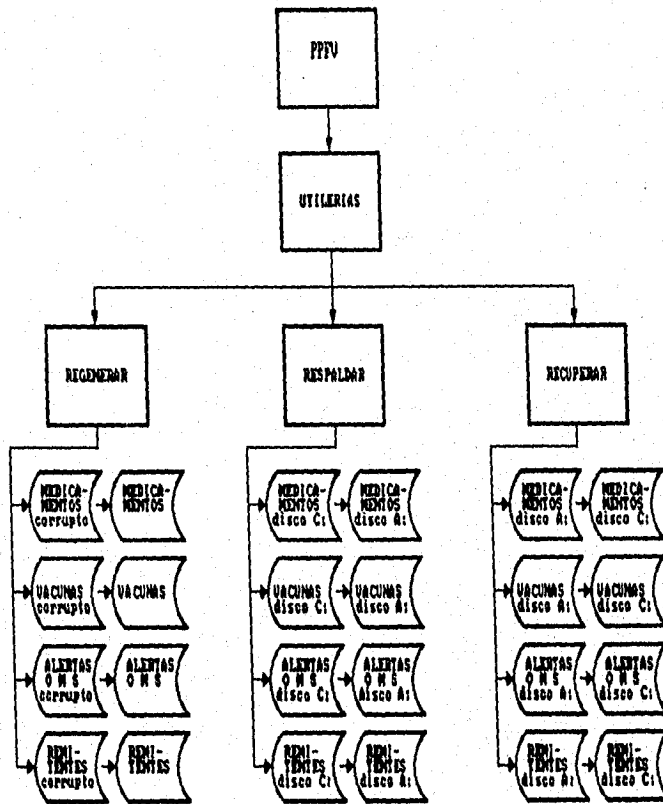 PPFV
UTILERIAS
REGENERAR
RESPALDAR
RECUPERAR
MEDICA-
MENTOS
corrupto
MEDICA-
MENTOS
VACUNAS
corrupto
VACUNAS
ALERTAS
O M S
corrupto
ALERTAS
O M S
REMI-
TENTES
corrupto
REMI-
TENTES
MEDICA-
MENTOS
disco C:
MEDICA-
MENTOS
disco A:
VACUNAS
disco C:
VACUNAS
disco A:
ALERTAS
O M S
disco C:
ALERTAS
O M S
disco A:
REMI-
TENTES
disco C:
REMI-
TENTES
disco A:
MEDICA-
MENTOS
disco A:
MEDICA-
MENTOS
disco C:
VACUNAS
disco A:
VACUNAS
disco C:
ALERTAS
O M S
disco A:
ALERTAS
O M S
disco C:
REMI-
TENTES
disco A:
REMI-
TENTES
disco C: